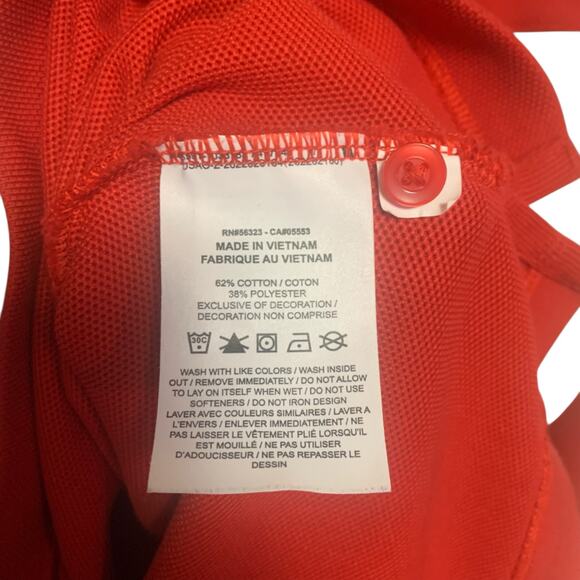 RN#56323 - CA#05553
MADE IN VIETNAM
FABRIQUE AU VIETNAM
62% COTTON / COTON
38% POLYESTER
EXCLUSIVE OF DECORATION /
DECORATION NON COMPRISE
30C
WASH WITH LIKE COLORS / WASH INSIDE
OUT / REMOVE IMMEDIATELY / DO NOT ALLOW
TO LAY ON ITSELF WHEN WET / DO NOT USE
SOFTENERS / DO NOT IRON DESIGN
LAVER AVEC COULEURS SIMILAIRES / LAVER A
L'ENVERS / ENLEVER IMMEDIATEMENT / NE
PAS LAISSER LE VÊTEMENT PLIÉ LORSQU'IL
EST MOUILLÉ / NE PAS UTILISER
D'ADOUCISSEUR / NE PAS REPASSER LE
DESSIN